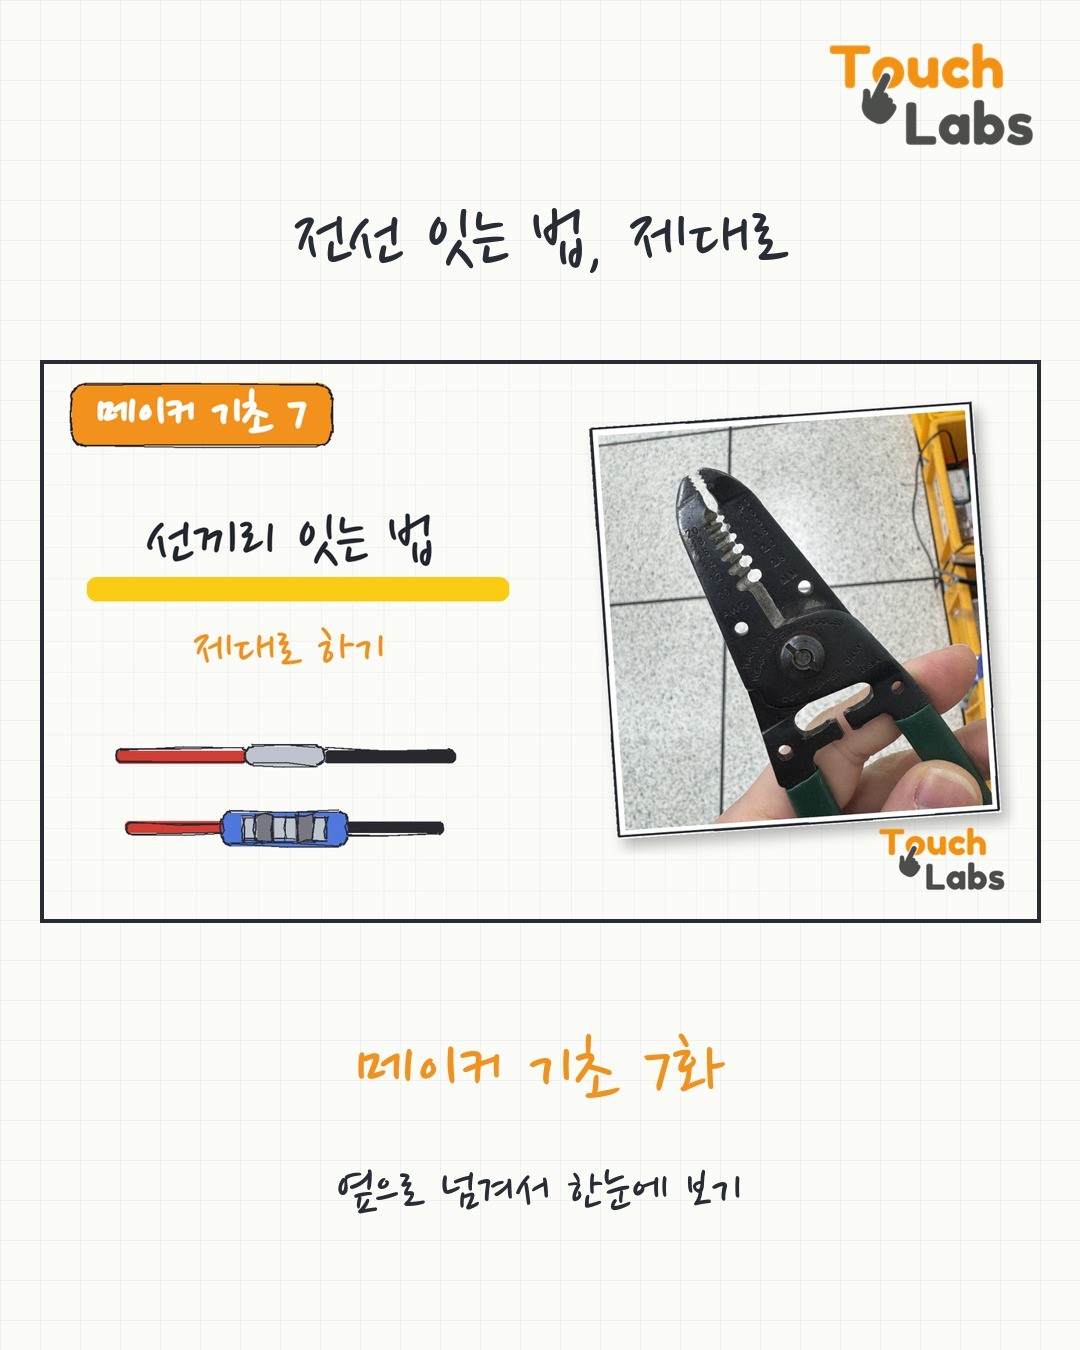 Touch
Labs
전선 잇는 법, 제대로
메이커 기초 7
선끼리 잇는 법
제대로 하기
AWG
Touch
Labs
메이커 기초 7화
옆으로 넘겨서 한눈에 보기